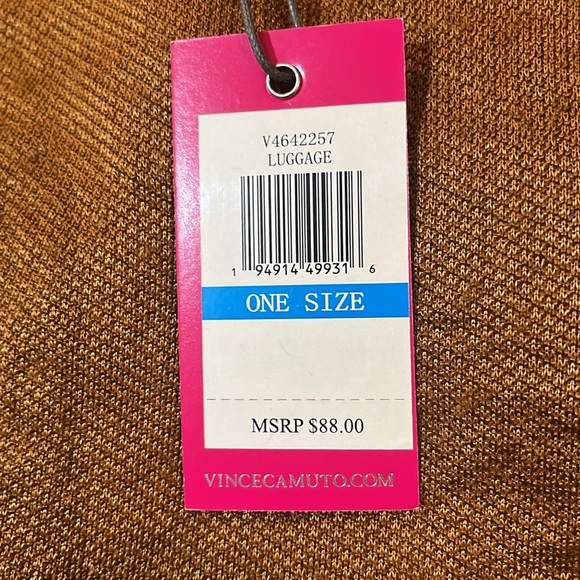 V4642257
LUGGAGE
1 94914 49931 6
ONE SIZE
MSRP $88.00
VINCECAMUTO.COM